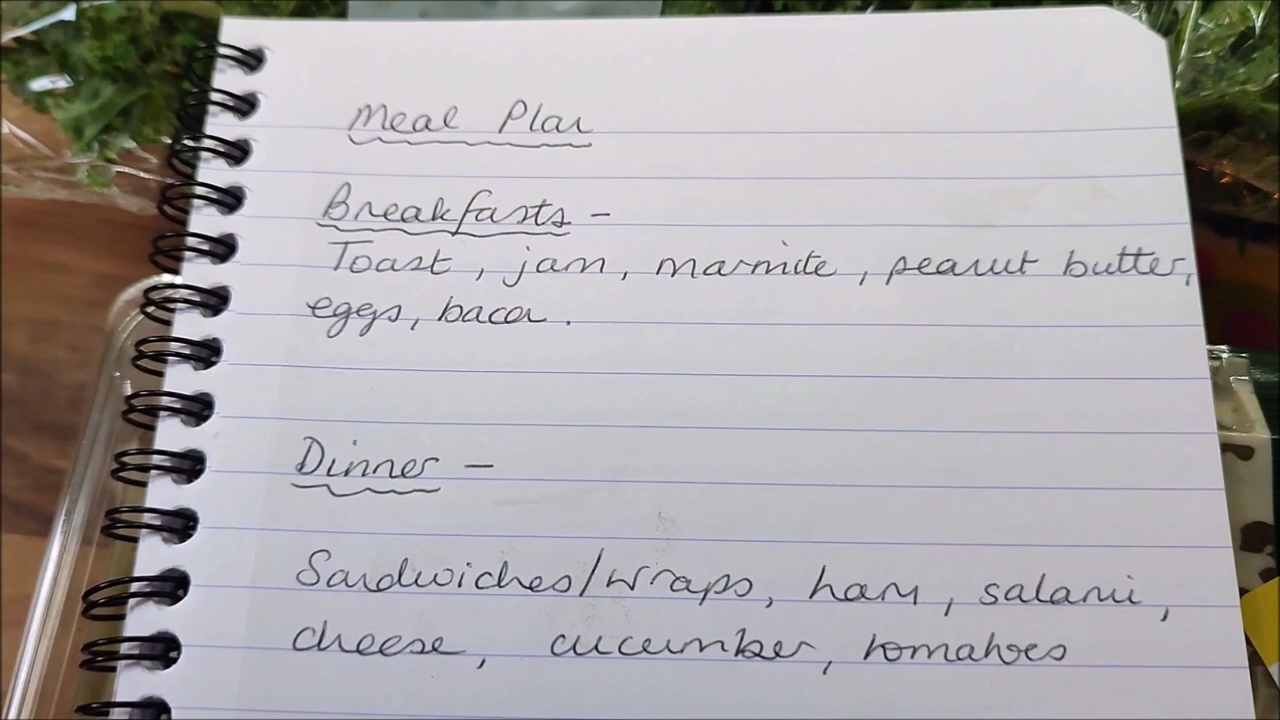 Meal Plan
Breakfasts -
Toast, jam, marmite, peanut butter,
eggs, bacon.
Dinner -
Sandwiches/wraps, ham, salami,
cheese, cucumber, tomatoes